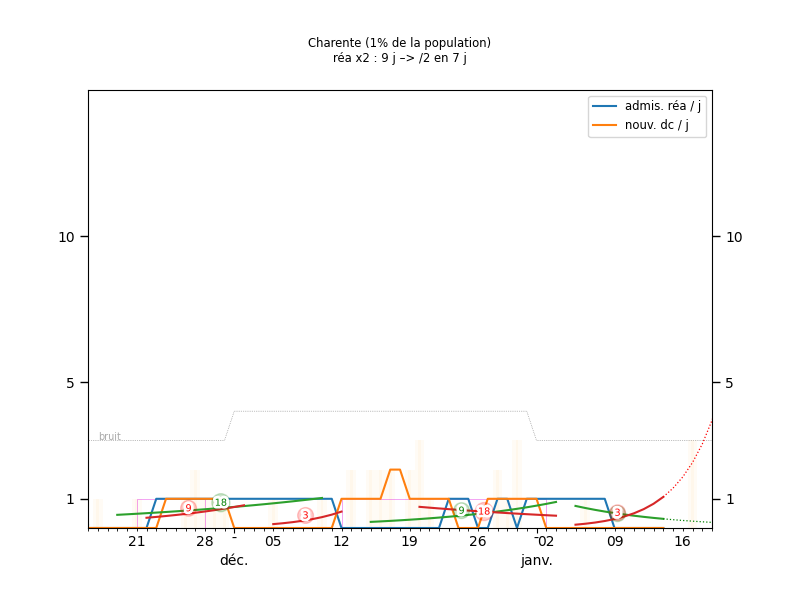 Charente (1% de la population)
réa x2 : 9 j –> /2 en 7 j
admis. réa / j
nouv. dc / j
10 10
5 5
bruit
1 1
9 18 3 9 18 3
21 28 - 05 12 19 26 - 02 09 16
déc. janv.